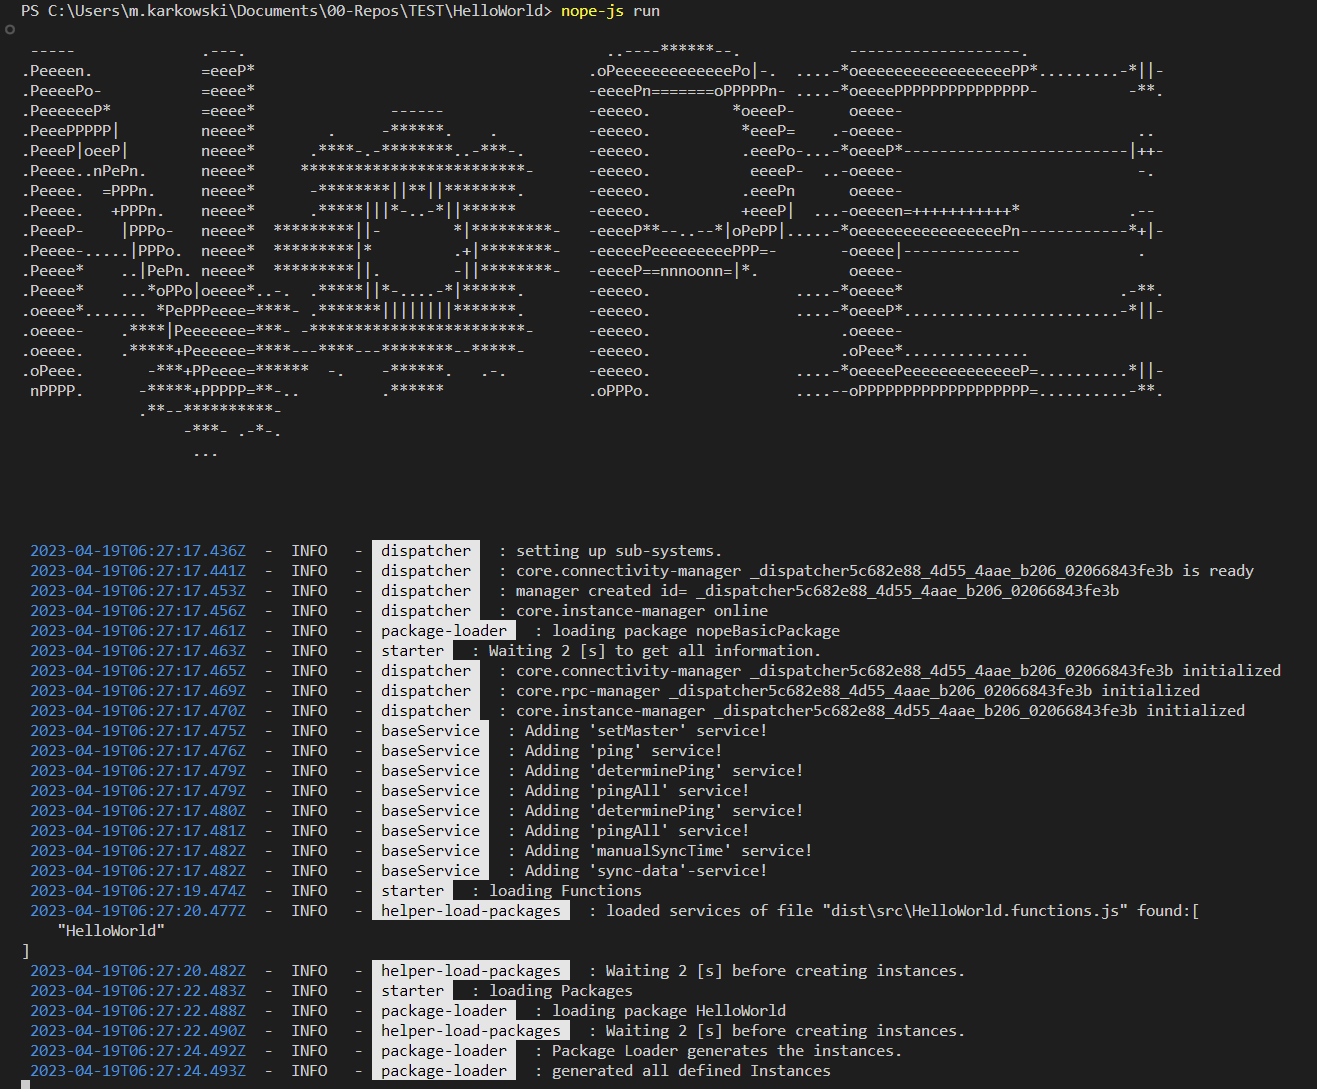 PS C:\Users\m.karkowski\Documents\00-Repos\TEST\HelloWorld> nope-js run
2023-04-19T06:27:17.436Z - INFO - dispatcher : setting up sub-systems.
2023-04-19T06:27:17.441Z - INFO - dispatcher : core.connectivity-manager _dispatcher5c682e88_4d55_4aae_b206_02066843fe3b is ready
2023-04-19T06:27:17.453Z - INFO - dispatcher : manager created id= _dispatcher5c682e88_4d55_4aae_b206_02066843fe3b
2023-04-19T06:27:17.456Z - INFO - dispatcher : core.instance-manager online
2023-04-19T06:27:17.461Z - INFO - package-loader : loading package nopeBasicPackage
2023-04-19T06:27:17.463Z - INFO - starter : Waiting 2 [s] to get all information.
2023-04-19T06:27:17.465Z - INFO - dispatcher : core.connectivity-manager _dispatcher5c682e88_4d55_4aae_b206_02066843fe3b initialized
2023-04-19T06:27:17.469Z - INFO - dispatcher : core.rpc-manager _dispatcher5c682e88_4d55_4aae_b206_02066843fe3b initialized
2023-04-19T06:27:17.470Z - INFO - dispatcher : core.instance-manager _dispatcher5c682e88_4d55_4aae_b206_02066843fe3b initialized
2023-04-19T06:27:17.475Z - INFO - baseService : Adding 'setMaster' service!
2023-04-19T06:27:17.476Z - INFO - baseService : Adding 'ping' service!
2023-04-19T06:27:17.479Z - INFO - baseService : Adding 'determinePing' service!
2023-04-19T06:27:17.479Z - INFO - baseService : Adding 'pingAll' service!
2023-04-19T06:27:17.480Z - INFO - baseService : Adding 'determinePing' service!
2023-04-19T06:27:17.481Z - INFO - baseService : Adding 'pingAll' service!
2023-04-19T06:27:17.482Z - INFO - baseService : Adding 'manualSyncTime' service!
2023-04-19T06:27:17.482Z - INFO - baseService : Adding 'sync-data'-service!
2023-04-19T06:27:19.474Z - INFO - starter : loading Functions
2023-04-19T06:27:20.477Z - INFO - helper-load-packages : loaded services of file "dist\src\HelloWorld.functions.js" found:[
"HelloWorld"
]
2023-04-19T06:27:20.482Z - INFO - helper-load-packages : Waiting 2 [s] before creating instances.
2023-04-19T06:27:22.483Z - INFO - starter : loading Packages
2023-04-19T06:27:22.488Z - INFO - package-loader : loading package HelloWorld
2023-04-19T06:27:22.490Z - INFO - helper-load-packages : Waiting 2 [s] before creating instances.
2023-04-19T06:27:24.492Z - INFO - package-loader : Package Loader generates the instances.
2023-04-19T06:27:24.493Z - INFO - package-loader : generated all defined Instances